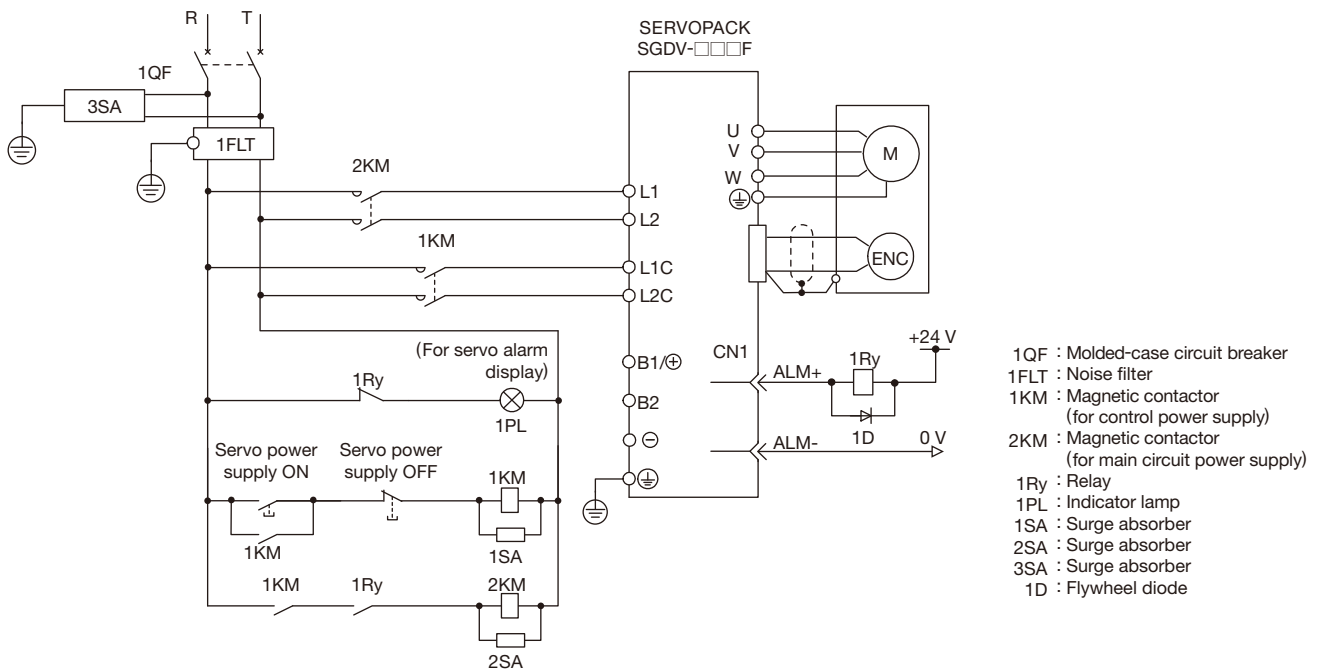 R T
SERVOPACK
SGDV-□□□F
1QF
3SA
1FLT
U
V
W
M
2KM
L1
L2
1KM
L1C
L2C
ENC
(For servo alarm
display)
1Ry
1PL
B1/⊕
B2
⊖
CN1
ALM+
1Ry
+24 V
1D
ALM-
0 V
Servo power
supply ON
Servo power
supply OFF
1KM
1KM
1SA
1KM
1Ry
2KM
2SA
1QF : Molded-case circuit breaker
1FLT : Noise filter
1KM : Magnetic contactor
(for control power supply)
2KM : Magnetic contactor
(for main circuit power supply)
1Ry : Relay
1PL : Indicator lamp
1SA : Surge absorber
2SA : Surge absorber
3SA : Surge absorber
1D : Flywheel diode